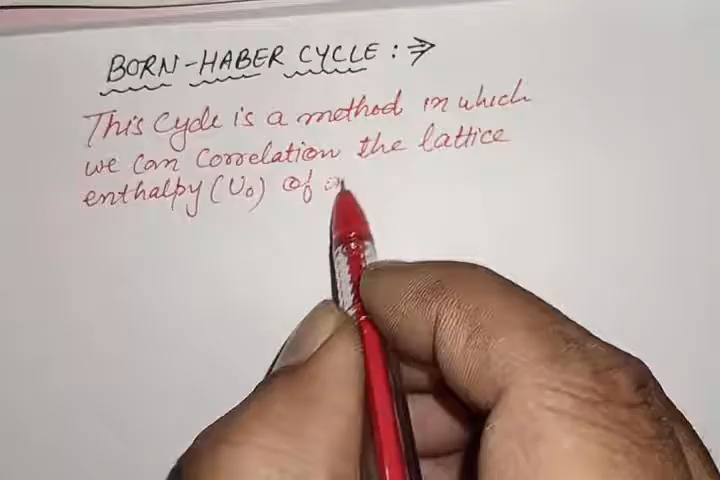 BORN-HABER CYCLE :⇒
This Cycle is a method in which
we can Correlation the lattice
enthalpy (U₀) of